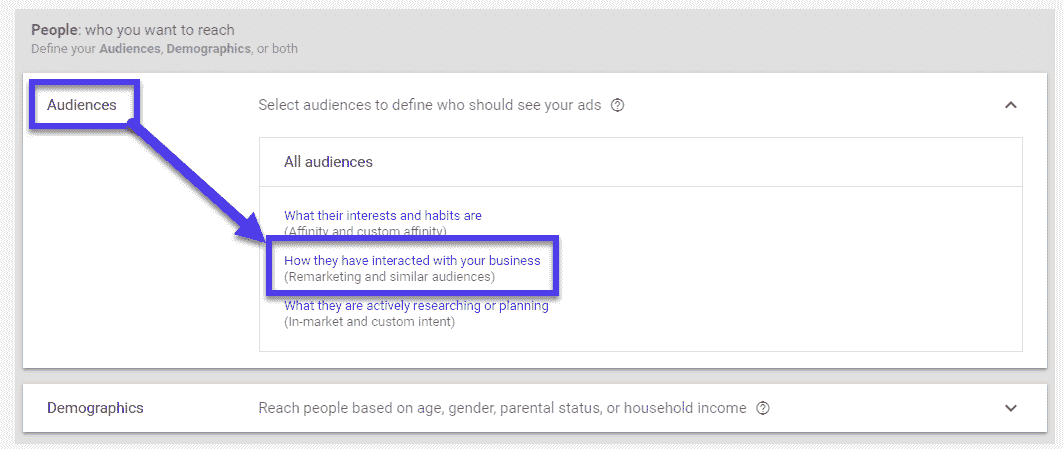 People: who you want to reach
Define your Audiences, Demographics, or both
Audiences
Select audiences to define who should see your ads
All audiences
What their interests and habits are
(Affinity and custom affinity)
How they have interacted with your business
(Remarketing and similar audiences)
What they are actively researching or planning
(In-market and custom intent)
Demographics
Reach people based on age, gender, parental status, or household income